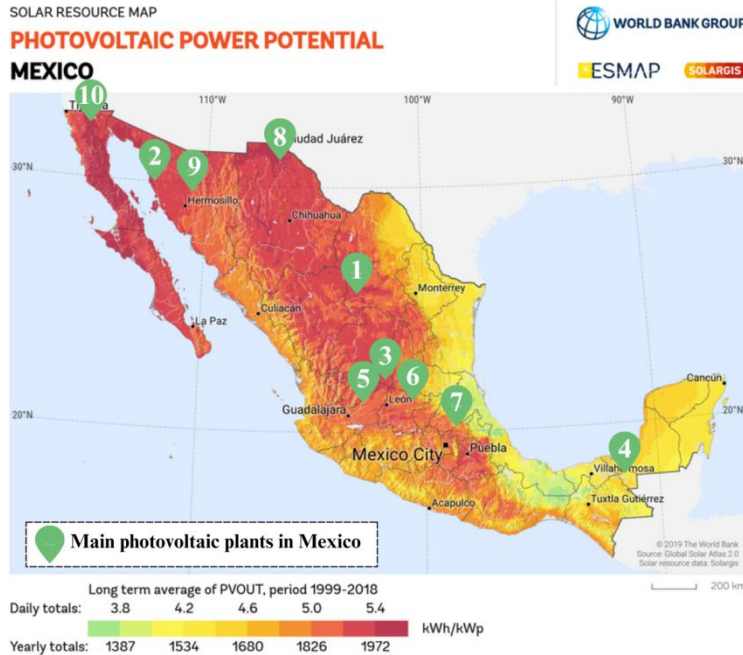 SOLAR RESOURCE MAP
PHOTOVOLTAIC POWER POTENTIAL
MEXICO
WORLD BANK GROUP
ESMAP
SOLARGIS
110°W
100°W
90°W
10
8
iudad Juárez
30°N
30°N
2
9
Hermosillo
Chihuahua
1
Monterrey
Culiacán
La Paz
3
5
6
León
Cancún
20°N
20°N
Guadalajara
7
Mexico City
Puebla
4
Acapulco
Tuxtla Gutiérrez
Main photovoltaic plants in Mexico
© 2019 The World Bank
Source: Global Solar Atlas 2.0
Solar resource data: Solargis
200 km
Long term average of PVOUT, period 1999-2018
Daily totals: 3.8 4.2 4.6 5.0 5.4
kWh/kWp
Yearly totals: 1387 1534 1680 1826 1972